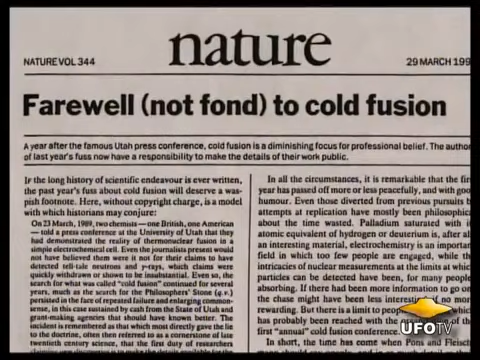 nature
NATURE VOL 344
29 MARCH 199
Farewell (not fond) to cold fusion
A year after the famous Utah press conference, cold fusion is a diminishing focus for professional belief. The author
of last year's fuss now have a responsibility to make the details of their work public.
If the long history of scientific endeavour is ever written,
the past year's fuss about cold fusion will deserve a was-
pish footnote. Here, without copyright charge, is a model
with which historians may conjure:
On 23 March, 1989, two chemists — one British, one American
— told a press conference at the University of Utah that they
had demonstrated the reality of thermonuclear fusion in a
simple electrochemical cell. Even the journalists present would
not have believed them were it not for their claims to have
detected tell-tale neutrons and γ-rays, which claims were
quickly withdrawn or shown to be insubstantial. Even so, the
search for what was called "cold fusion" continued for several
years, much as the search for the Philosophers' Stone (q.v.)
persisted in the face of repeated failure and enlarging common-
sense, in this case sustained by cash from the State of Utah and
grant-making agencies that should have known better. The
incident is remembered as that which most directly gave the lie
to the doctrine, often then referred to as a cornerstone of late
twentieth century science, that the first duty of researchers
In all the circumstances, it is remarkable that the fir
year has passed off more or less peacefully, and with goo
humour. Even those diverted from previous pursuits b
attempts at replication have mostly been philosophic
about the time wasted. Palladium saturated with i
atomic equivalent of hydrogen or deuterium is, after al
an interesting material, electrochemistry is an importan
field in which too few people are engaged, while th
intricacies of nuclear measurements at the limits at whic
particles can be detected have been, for many people
absorbing. If there had been more information to go on
the chase might have been less interesti no mor
rewarding. But there is a limit to peop and tha
has probably been reached with the of th
first "annual" cold fusion conference.
In short, the time has come when Pons and Fleisch
UFOTV